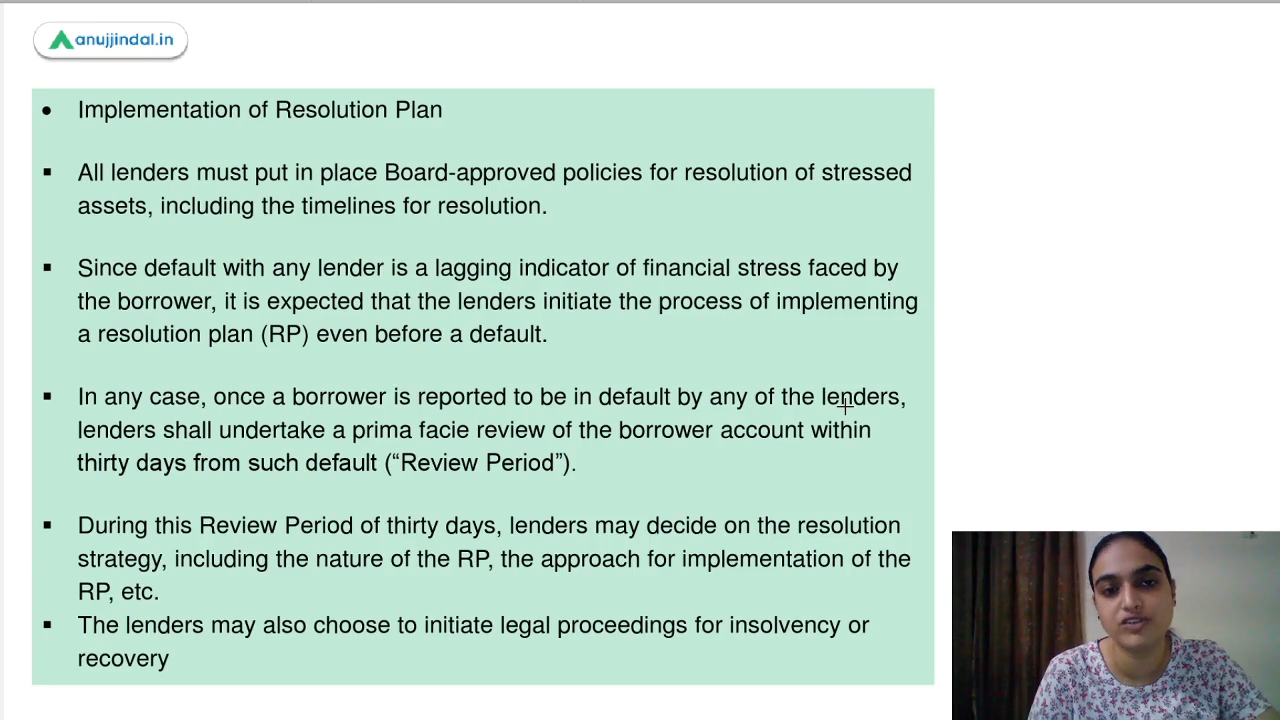 anujjindal.in
• Implementation of Resolution Plan
▪ All lenders must put in place Board-approved policies for resolution of stressed
assets, including the timelines for resolution.
▪ Since default with any lender is a lagging indicator of financial stress faced by
the borrower, it is expected that the lenders initiate the process of implementing
a resolution plan (RP) even before a default.
▪ In any case, once a borrower is reported to be in default by any of the lenders,
lenders shall undertake a prima facie review of the borrower account within
thirty days from such default (“Review Period”).
▪ During this Review Period of thirty days, lenders may decide on the resolution
strategy, including the nature of the RP, the approach for implementation of the
RP, etc.
▪ The lenders may also choose to initiate legal proceedings for insolvency or
recovery